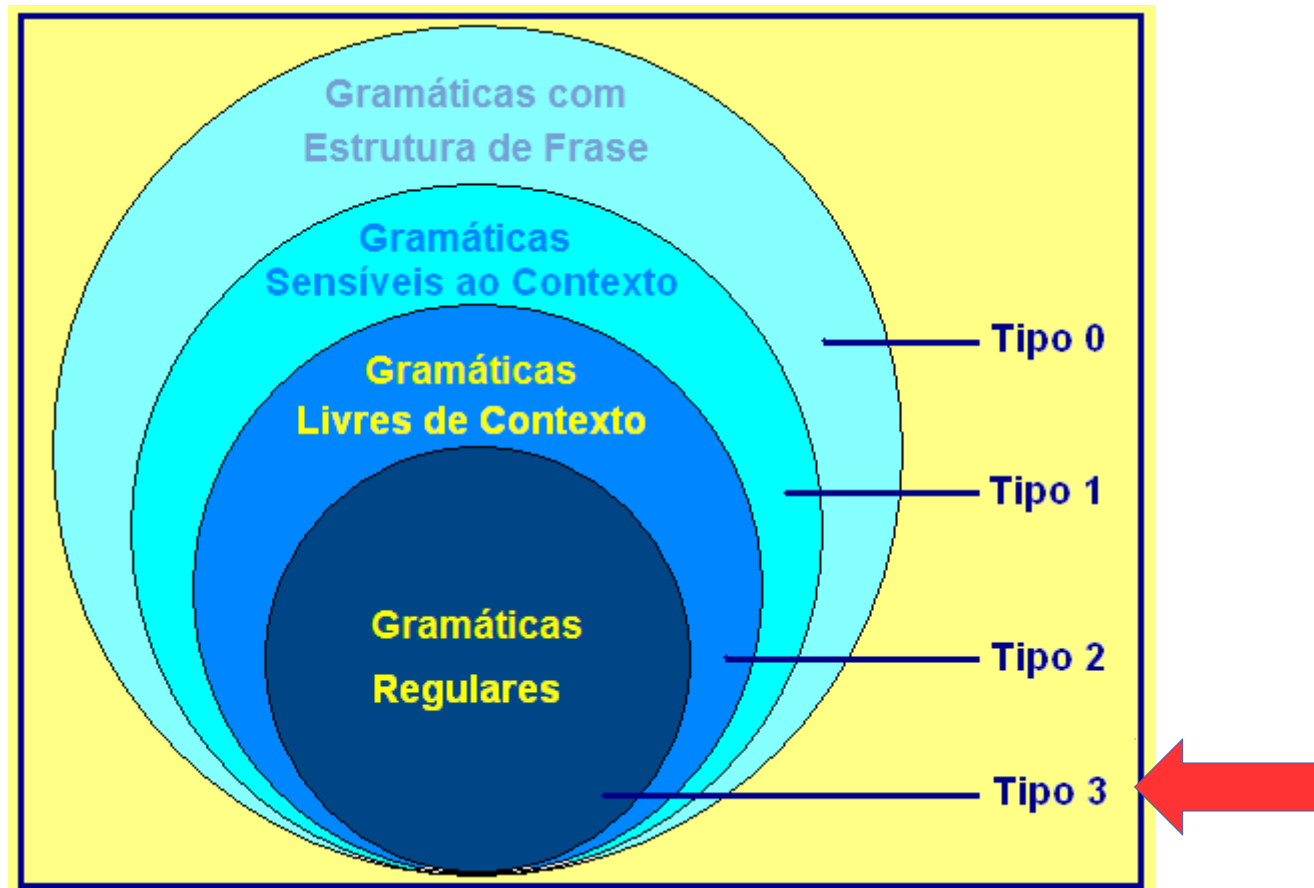 Gramáticas com
Estrutura de Frase
Gramáticas
Sensíveis ao Contexto
Gramáticas
Livres de Contexto
Gramáticas
Regulares
Tipo 0
Tipo 1
Tipo 2
Tipo 3